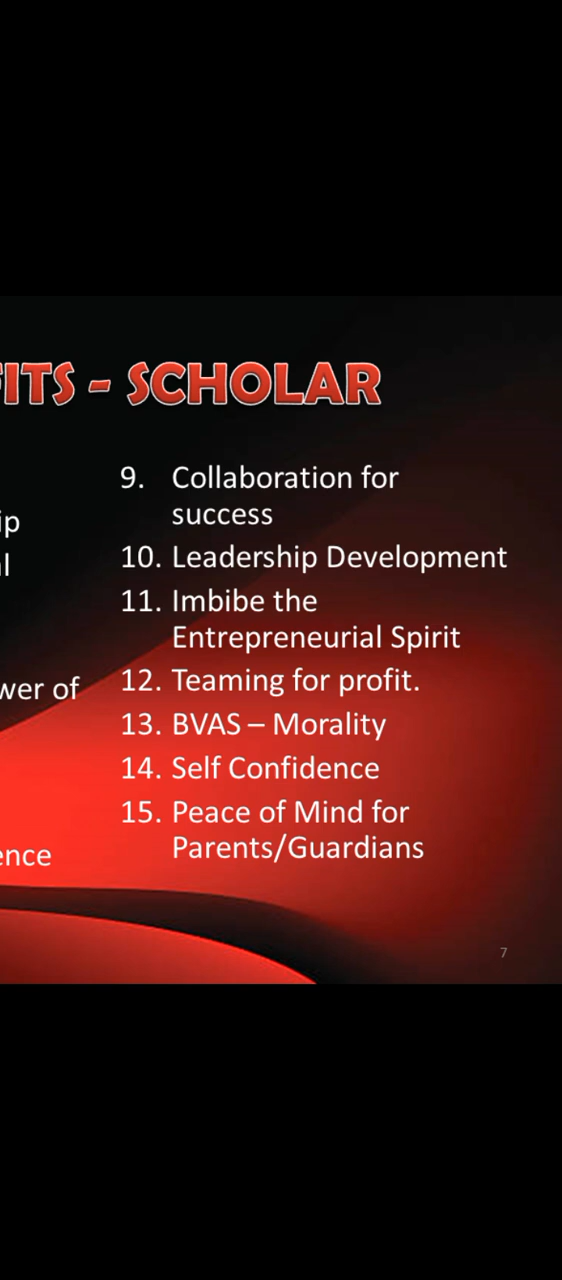 ITS - SCHOLAR
ip
wer of
ence
9. Collaboration for
success
10. Leadership Development
11. Imbibe the
Entrepreneurial Spirit
12. Teaming for profit.
13. BVAS – Morality
14. Self Confidence
15. Peace of Mind for
Parents/Guardians
7